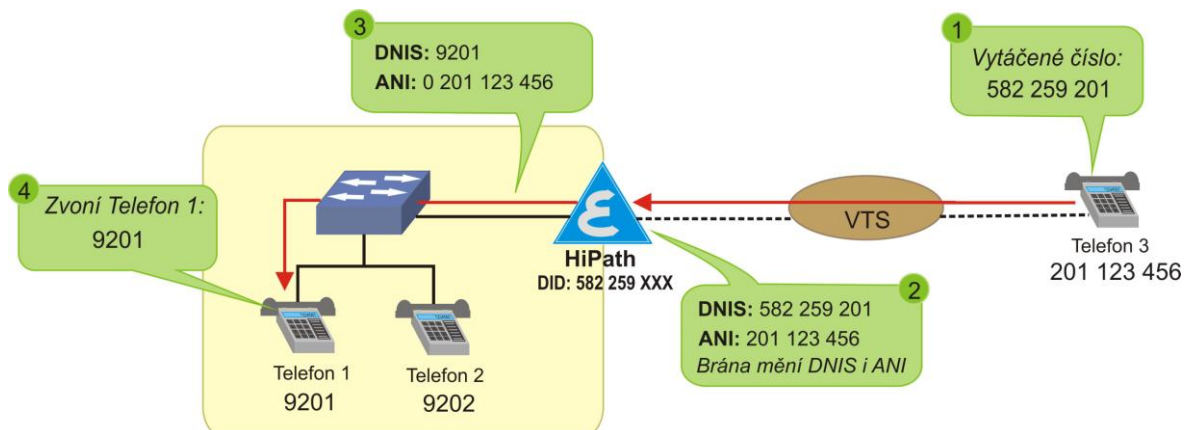 1
Vytáčené číslo:
582 259 201
3
DNIS: 9201
ANI: 0 201 123 456
4
Zvoní Telefon 1:
9201
VTS
Telefon 3
201 123 456
HiPath
DID: 582 259 XXX
2
DNIS: 582 259 201
ANI: 201 123 456
Brána mění DNIS i ANI
Telefon 1
9201
Telefon 2
9202